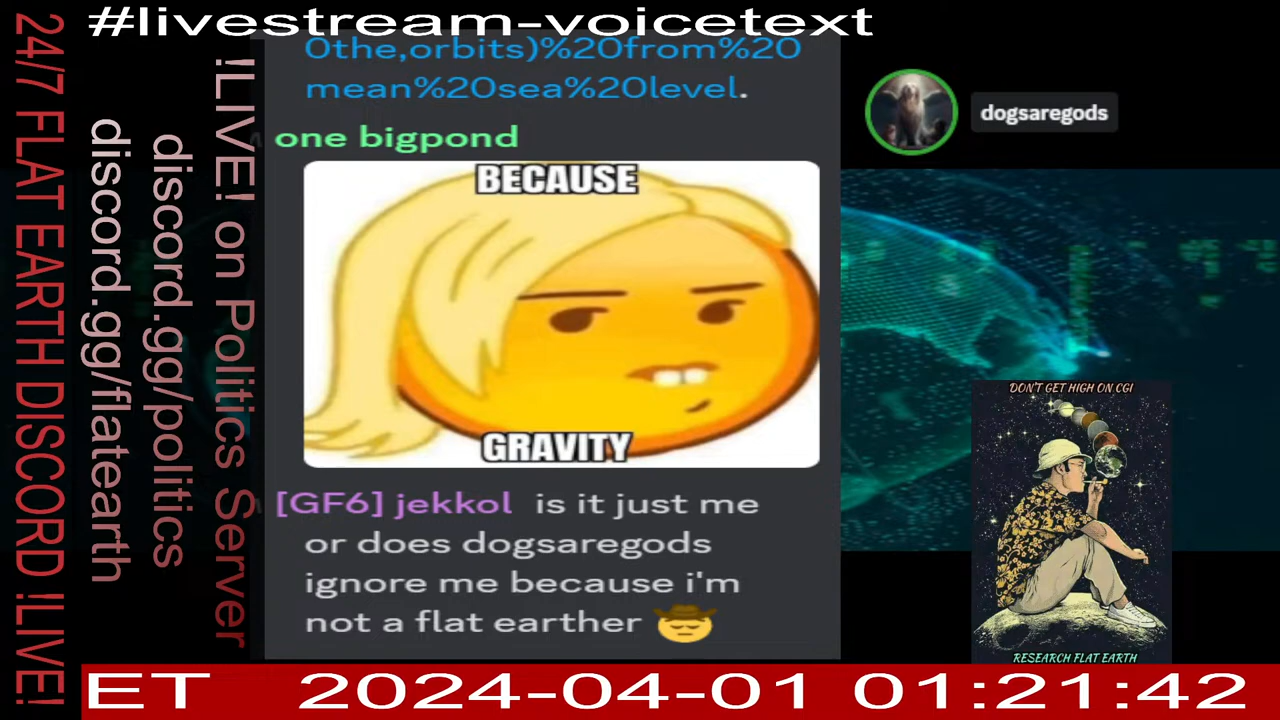 #livestream-voicetext
24/7 FLAT EARTH DISCORD !LIVE!
discord.gg/flatearth
discord.gg/politics
!LIVE! on Politics Server
0the,orbits)%20from%20
mean%20sea%20level.
one bigpond
BECAUSE
GRAVITY
[GF6] jekkol is it just me
or does dogsaregods
ignore me because i'm
not a flat earther
dogsaregods
DON'T GET HIGH ON CGI
RESEARCH FLAT EARTH
ET 2024-04-01 01:21:42